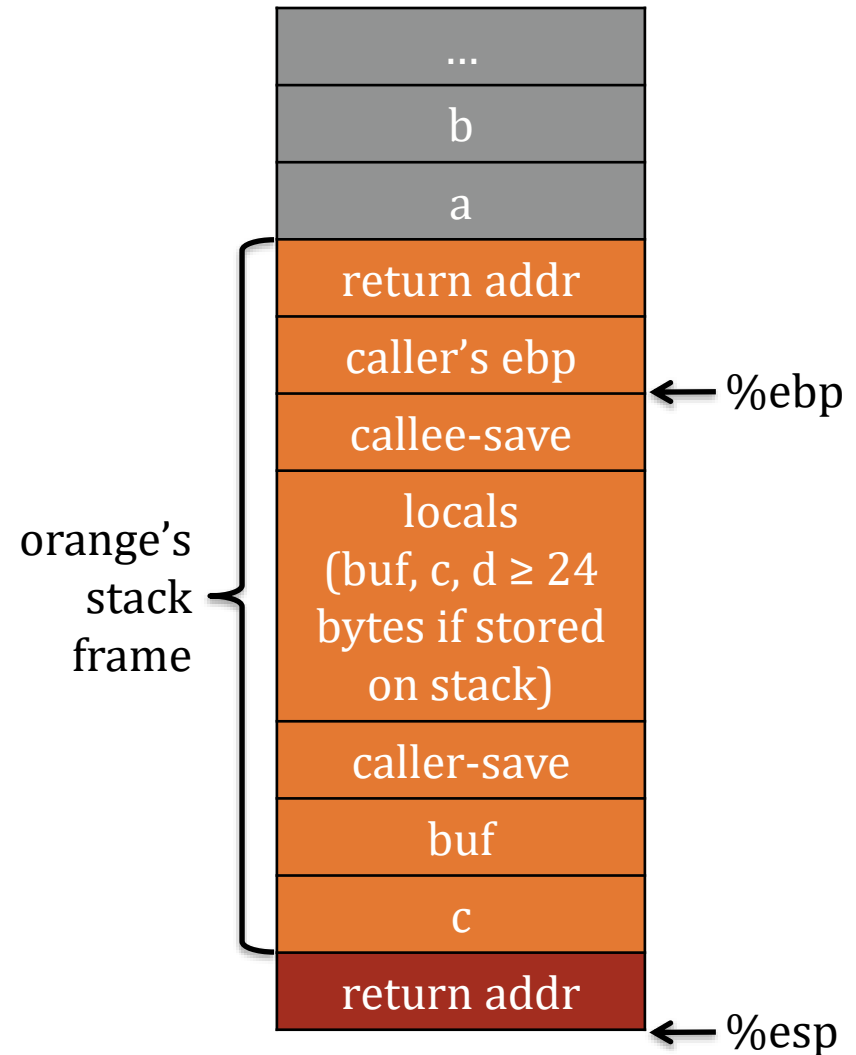 ...
b
a
return addr
caller’s ebp
%ebp
callee-save
orange’s
stack
frame
locals
(buf, c, d ≥ 24
bytes if stored
on stack)
caller-save
buf
c
return addr
%esp